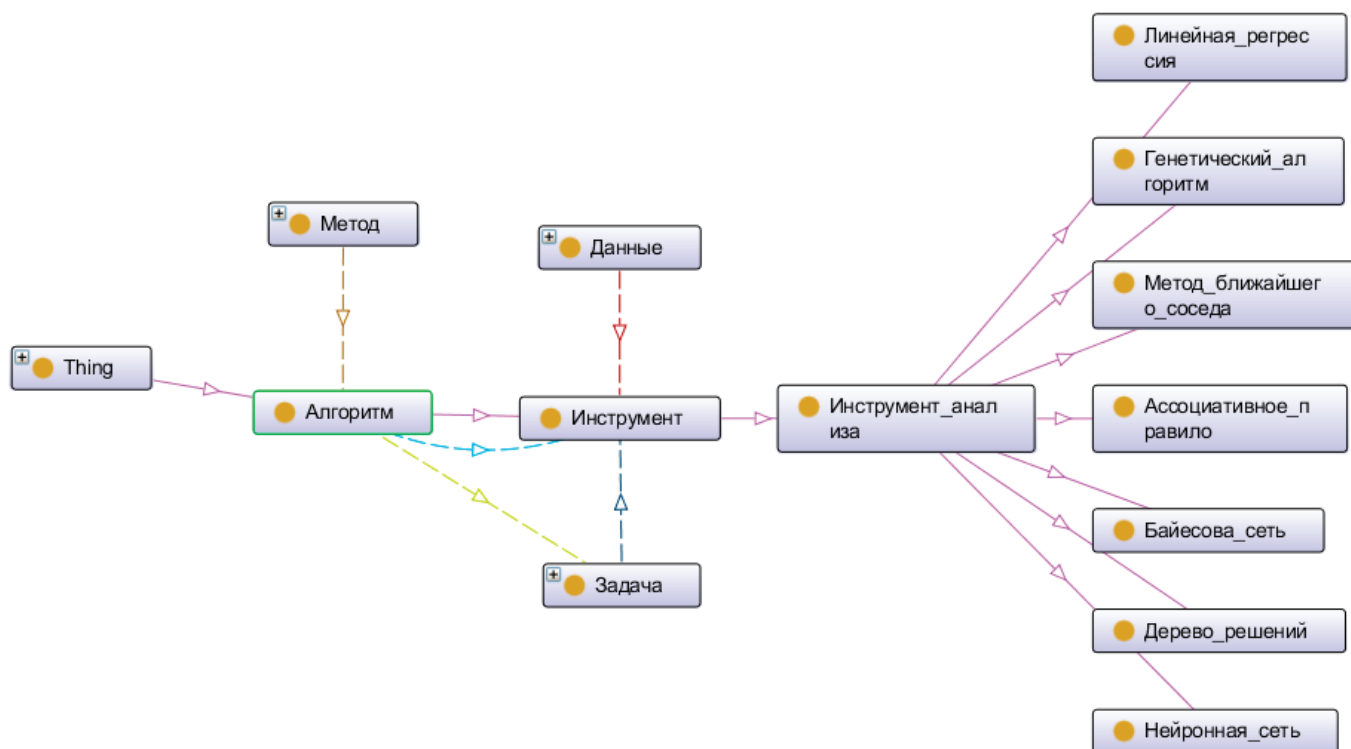 Линейная_регрес
сия
Генетический_ал
горитм
Метод
Данные
Метод_ближайшег
о_соседа
Thing
Алгоритм
Инструмент
Инструмент_анал
иза
Ассоциативное_п
равило
Байесова_сеть
Задача
Дерево_решений
Нейронная_сеть